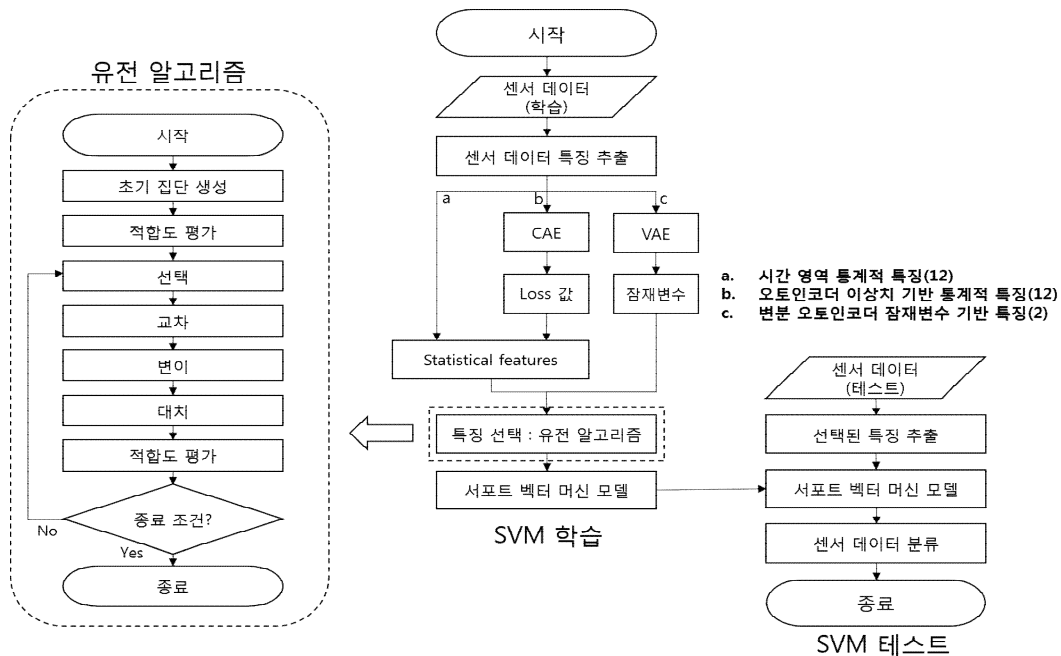 유전 알고리즘
시작
초기 집단 생성
적합도 평가
선택
교차
변이
대치
적합도 평가
종료 조건?
No
Yes
종료
시작
센서 데이터
(학습)
센서 데이터 특징 추출
a
b
c
CAE
VAE
Loss 값
잠재변수
Statistical features
특징 선택 : 유전 알고리즘
서포트 벡터 머신 모델
SVM 학습
a. 시간 영역 통계적 특징(12)
b. 오토인코더 이상치 기반 통계적 특징(12)
c. 변분 오토인코더 잠재변수 기반 특징(2)
센서 데이터
(테스트)
선택된 특징 추출
서포트 벡터 머신 모델
센서 데이터 분류
종료
SVM 테스트